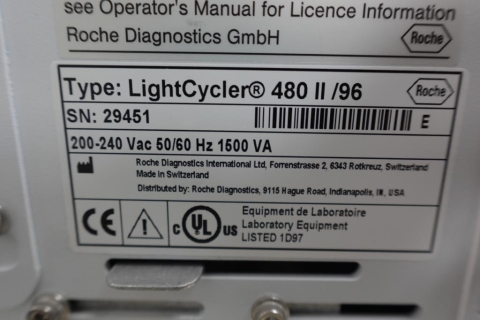 see Operator's Manual for Licence Information
Roche Diagnostics GmbH
Roche
Type: LightCycler® 480 II /96
Roche
SN: 29451
E
200-240 Vac 50/60 Hz 1500 VA
Roche Diagnostics International Ltd, Forrenstrasse 2, 6343 Rotkreuz, Switzerland
Made in Switzerland
Distributed by: Roche Diagnostics, 9115 Hague Road, Indianapolis, IN, USA
CE
C UL US
Equipment de Laboratoire
Laboratory Equipment
LISTED 1D97